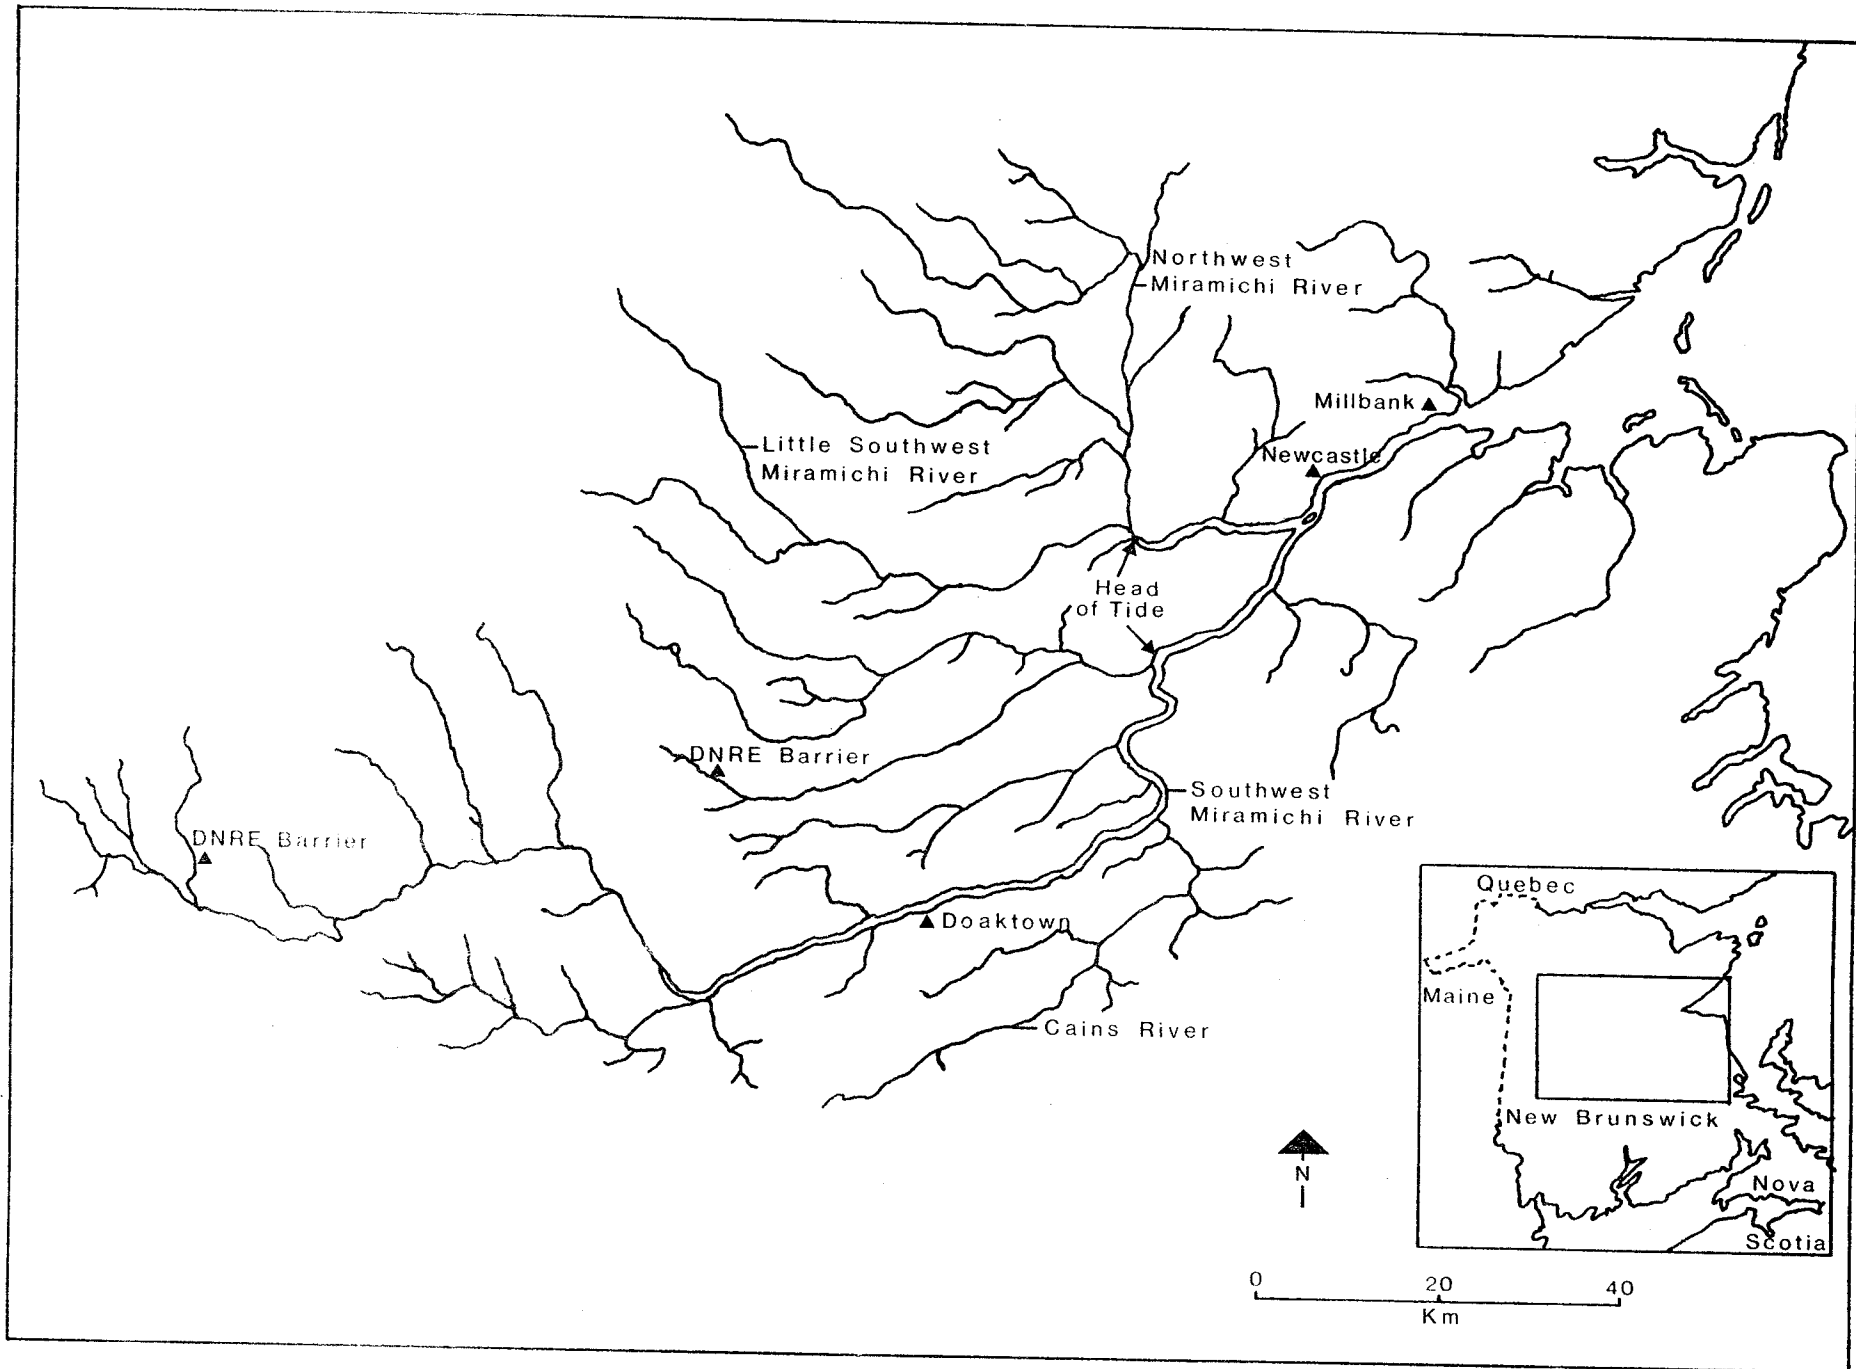 Northwest
Miramichi River
Millbank
Little Southwest
Miramichi River
Newcastle
Head
of Tide
DNRE Barrier
Southwest
Miramichi River
DNRE Barrier
Doaktown
Cains River
Quebec
Maine
New Brunswick
Nova
Scotia
N
0 20 40
Km